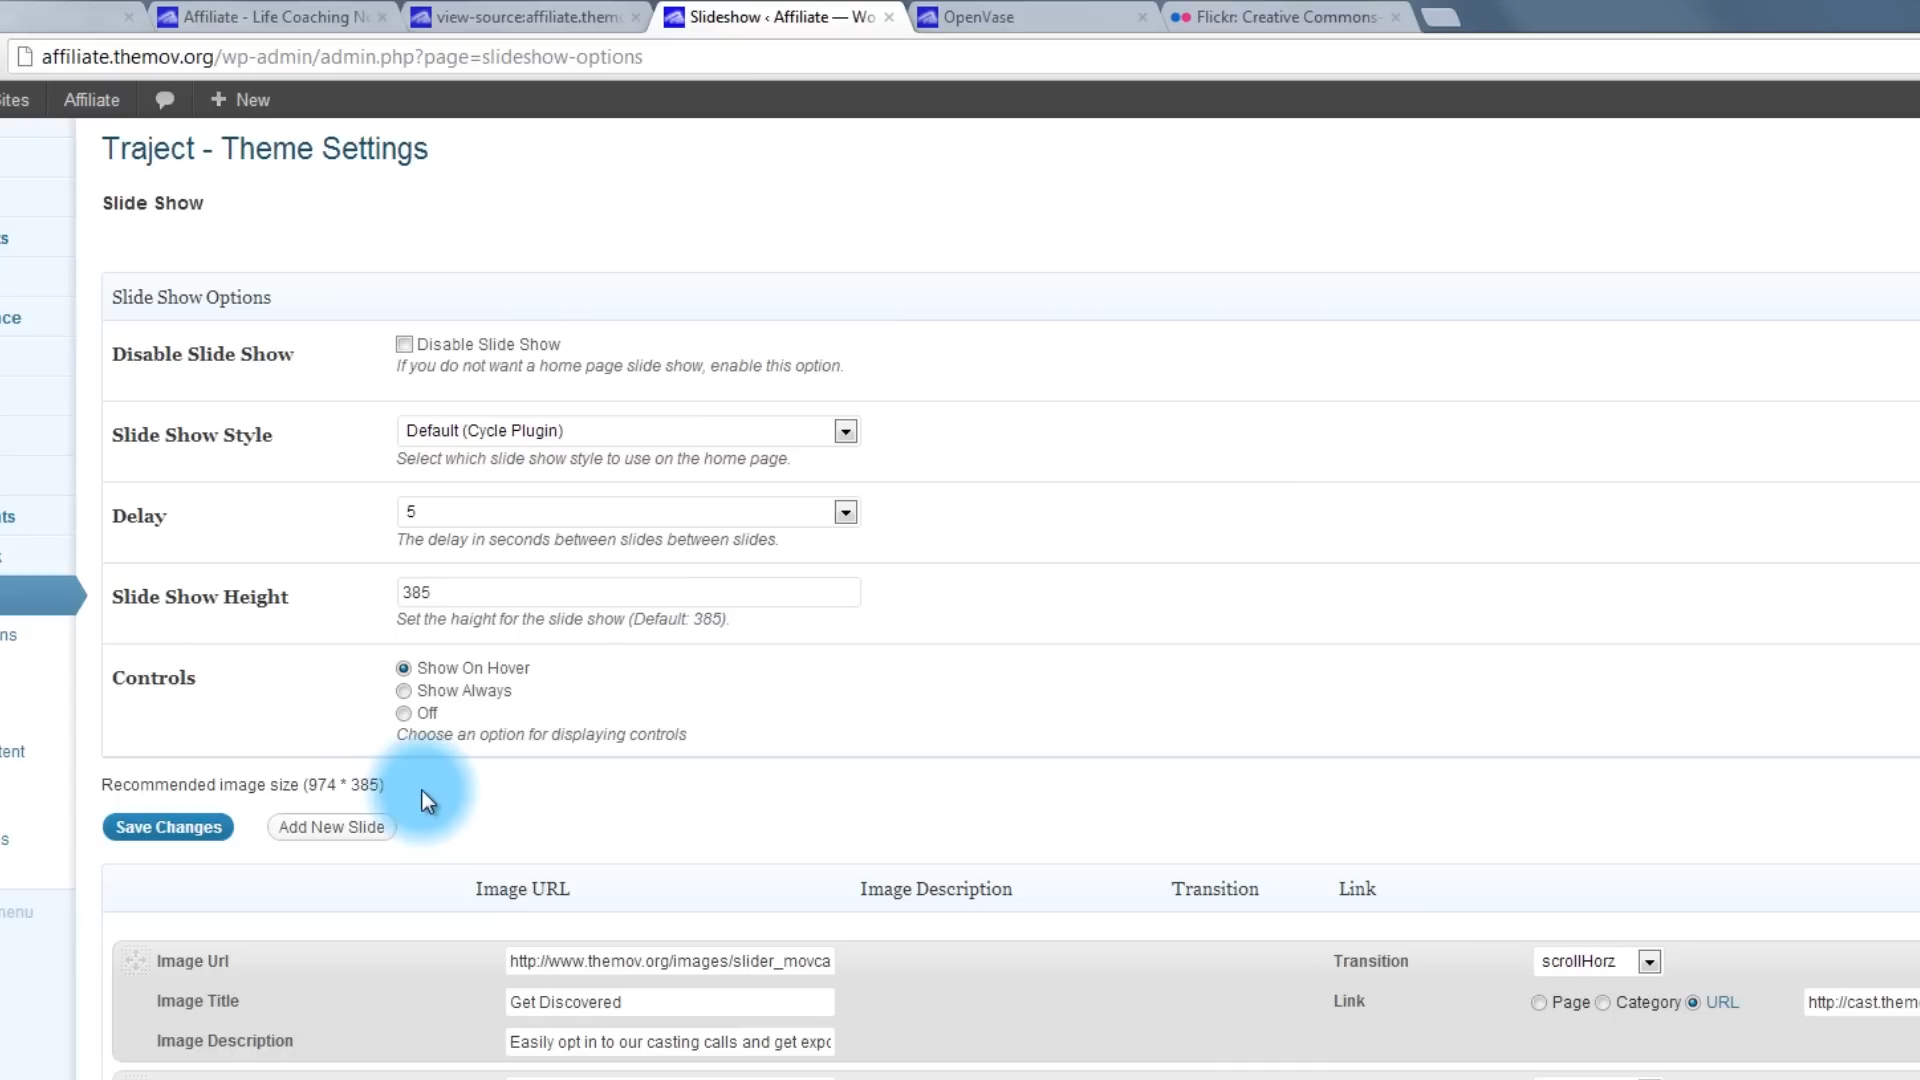 Affiliate - Life Coaching N
view-source:affiliate.them
Slideshow ‹ Affiliate — Wo
OpenVase
Flickr: Creative Commons-
affiliate.themov.org/wp-admin/admin.php?page=slideshow-options
ites
Affiliate
+ New
Traject - Theme Settings
Slide Show
s
nce
ts
ns
tent
s
menu
Slide Show Options
Disable Slide Show
Disable Slide Show
If you do not want a home page slide show, enable this option.
Slide Show Style
Default (Cycle Plugin)
Select which slide show style to use on the home page.
Delay
5
The delay in seconds between slides between slides.
Slide Show Height
385
Set the haight for the slide show (Default: 385).
Controls
Show On Hover
Show Always
Off
Choose an option for displaying controls
Recommended image size (974 * 385)
Save Changes
Add New Slide
Image URL
Image Description
Transition
Link
Image Url
http://www.themov.org/images/slider_movca
Transition
scrollHorz
Image Title
Get Discovered
Link
Page
Category
URL
http://cast.them
Image Description
Easily opt in to our casting calls and get expo